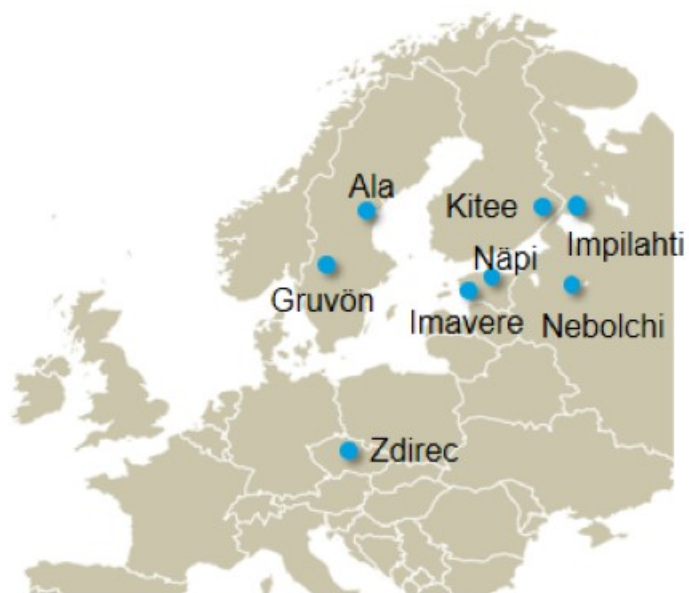 Ala
Kitee
Impilahti
Näpi
Gruvön
Imavere
Nebolchi
Zdirec